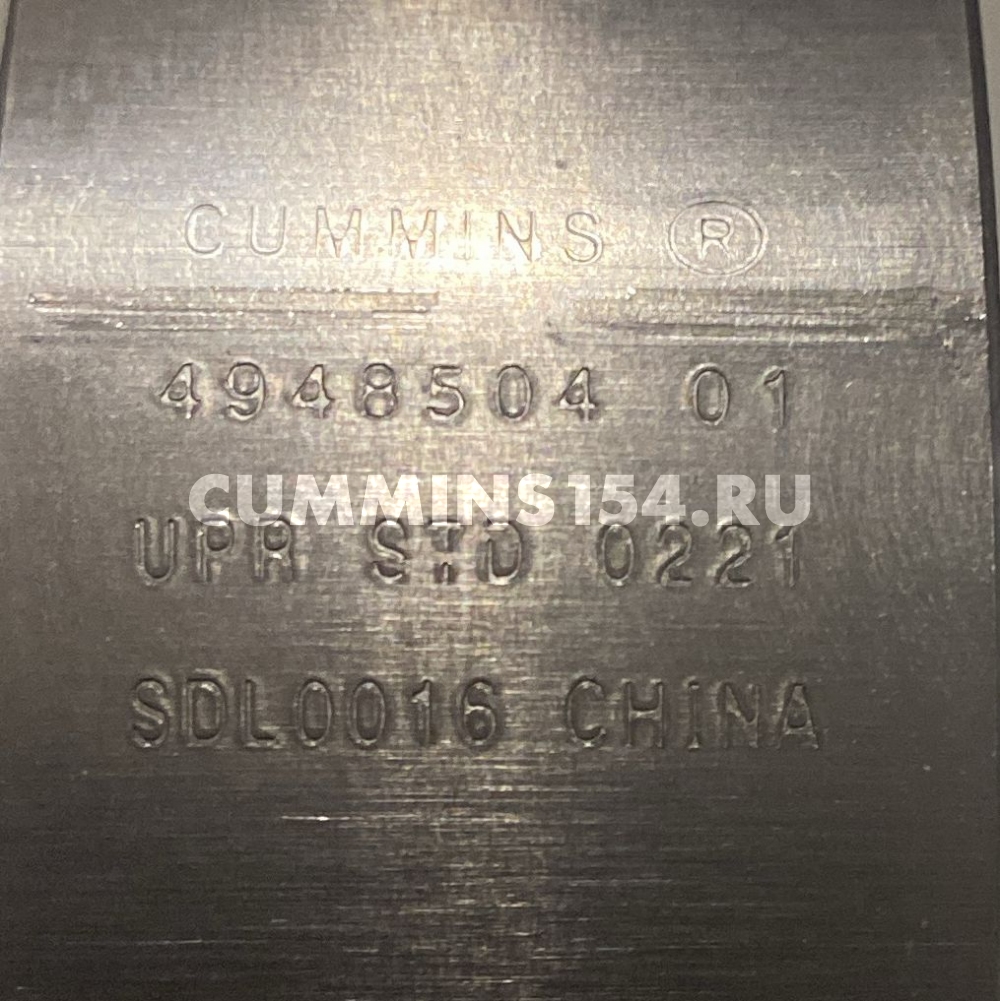 CUMMINS ®
4948504 01
CUMMINS154.RU
UPR STD 0221
SDL0016 CHINA